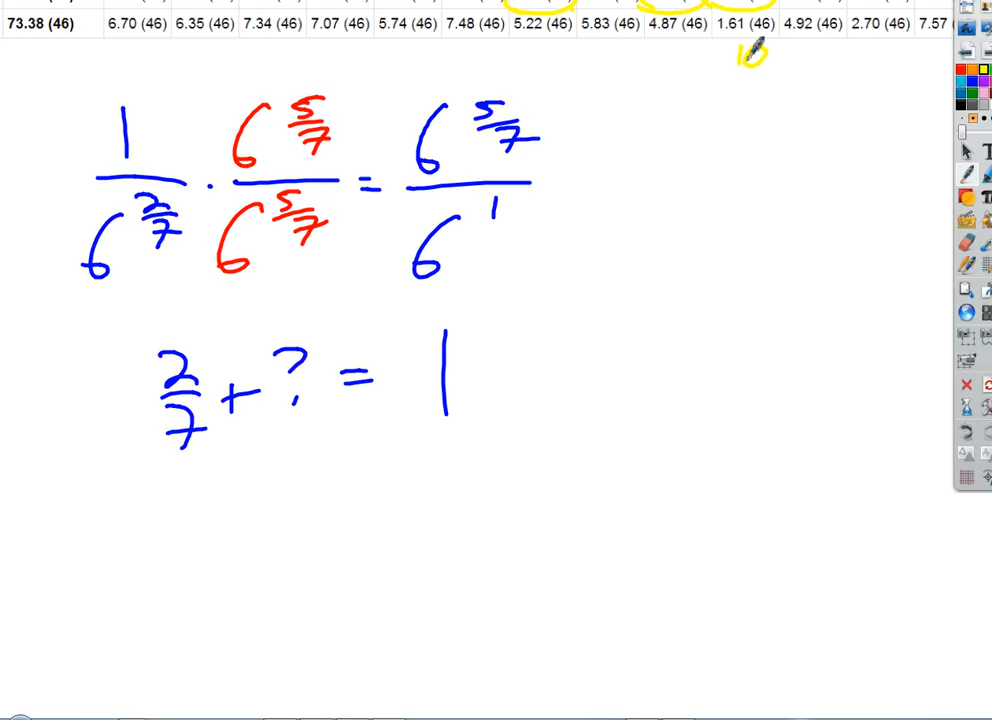 73.38 (46) 6.70 (46) 6.35 (46) 7.34 (46) 7.07 (46) 5.74 (46) 7.48 (46) 5.22 (46) 5.83 (46) 4.87 (46) 1.61 (46) 4.92 (46) 2.70 (46) 7.57
10
1/6^(2/7) · 6^(5/7)/6^(5/7) = 6^(5/7)/6^1
2/7 + ? = 1